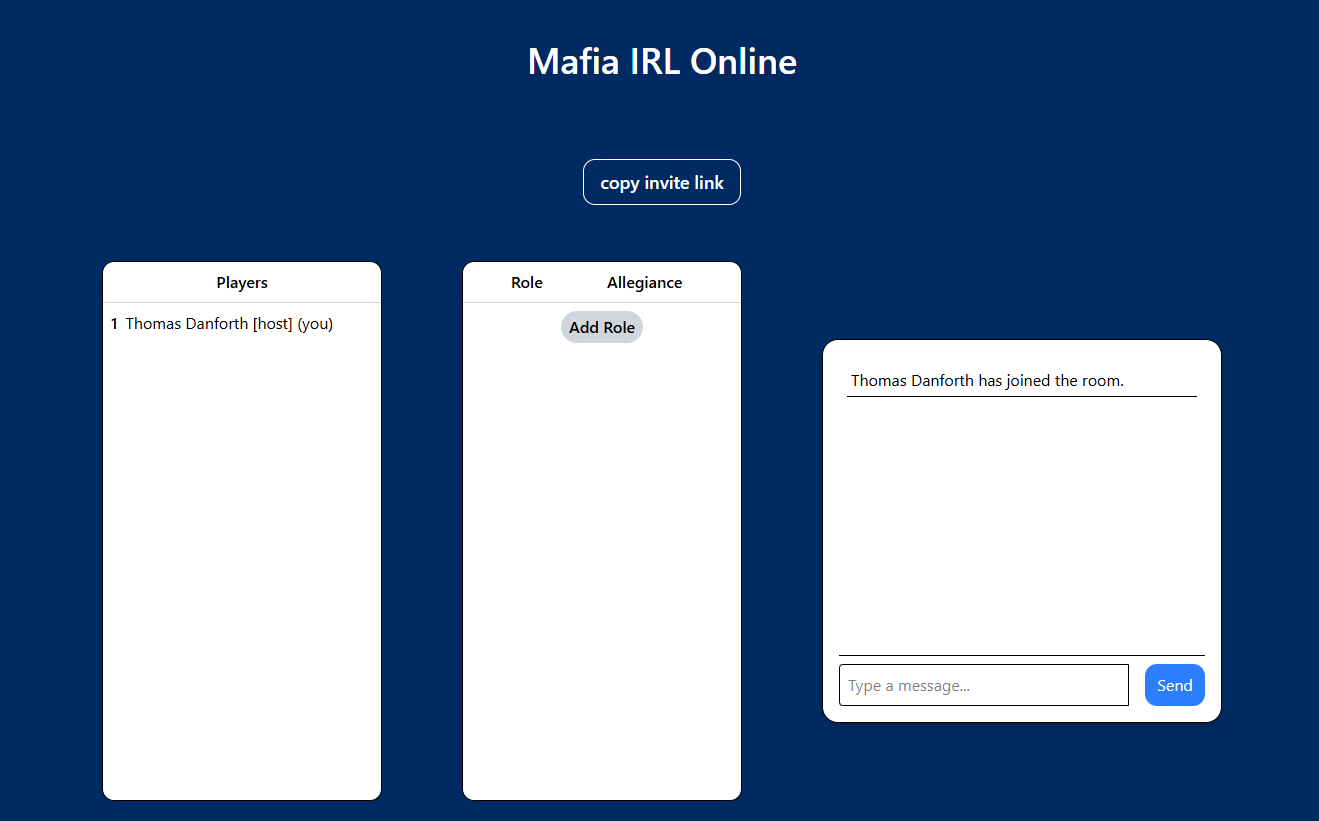 Mafia IRL Online
copy invite link
Players
1 Thomas Danforth [host] (you)
Role Allegiance
Add Role
Thomas Danforth has joined the room.
Type a message...
Send